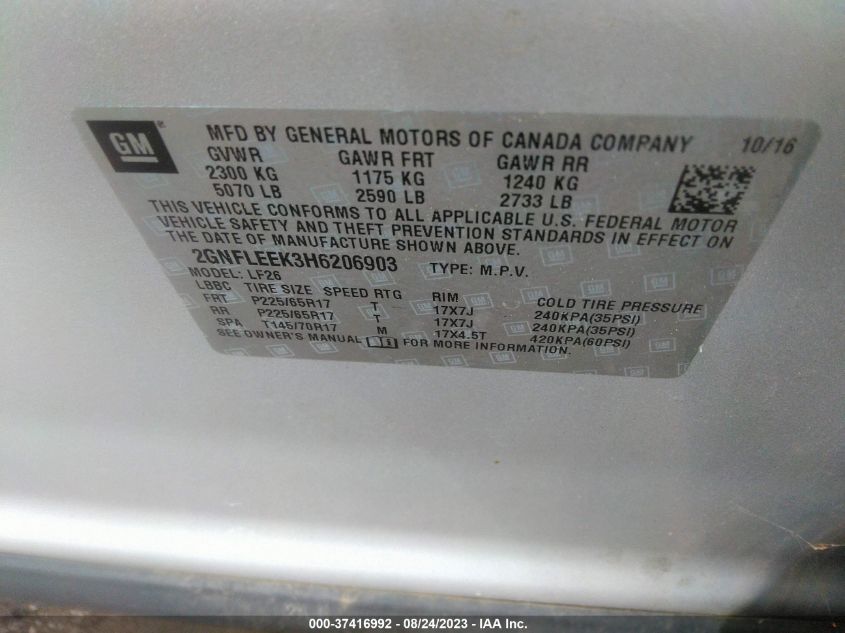 GM ® MFD BY GENERAL MOTORS OF CANADA COMPANY 10/16
GVWR GAWR FRT GAWR RR
2300 KG 1175 KG 1240 KG
5070 LB 2590 LB 2733 LB
THIS VEHICLE CONFORMS TO ALL APPLICABLE U.S. FEDERAL MOTOR
VEHICLE SAFETY AND THEFT PREVENTION STANDARDS IN EFFECT ON
THE DATE OF MANUFACTURE SHOWN ABOVE.
2GNFLEEK3H6206903 TYPE: M.P.V.
MODEL: LF26
LBBC TIRE SIZE SPEED RTG RIM COLD TIRE PRESSURE
FRT P225/65R17 T 17X7J 240KPA(35PSI)
RR P225/65R17 T 17X7J 240KPA(35PSI)
SPA T145/70R17 M 17X4.5T 420KPA(60PSI)
SEE OWNER'S MANUAL FOR MORE INFORMATION.
000-37416992 - 08/24/2023 - IAA Inc.